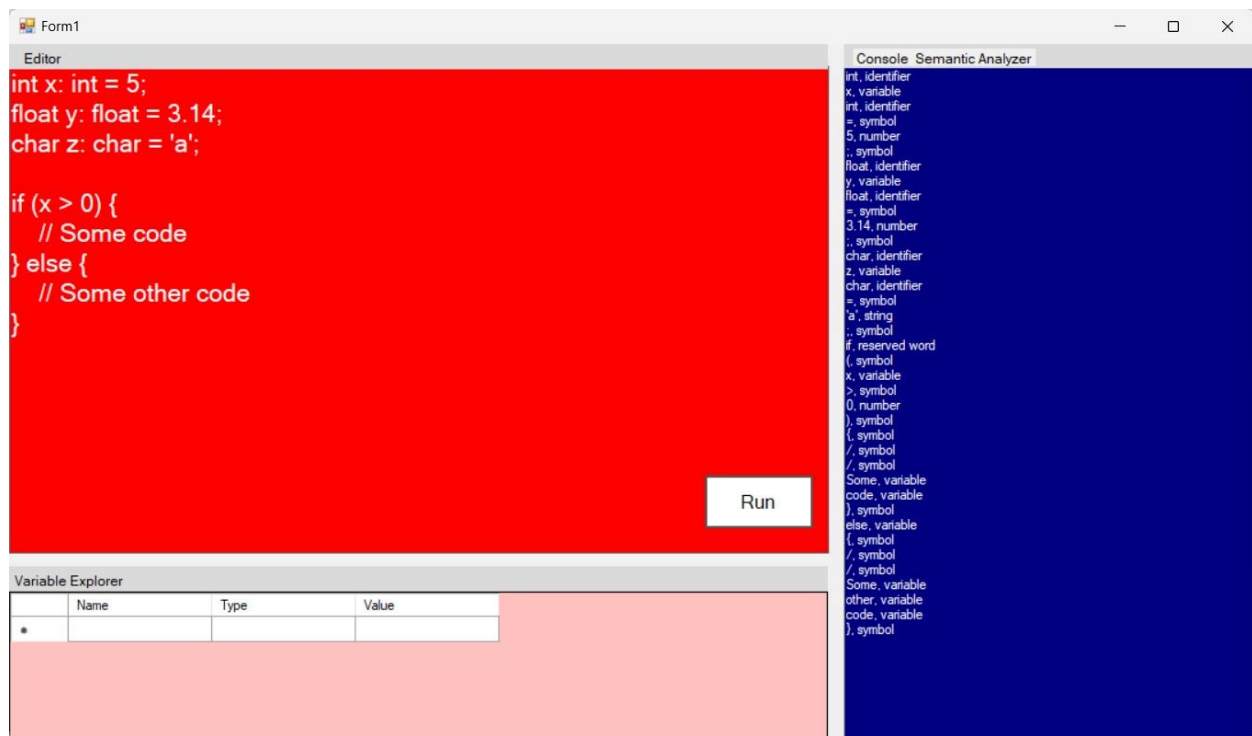 Form1
Editor
int x: int = 5;
float y: float = 3.14;
char z: char = 'a';
if (x > 0) {
// Some code
} else {
// Some other code
}
Run
Variable Explorer
Name Type Value
Console Semantic Analyzer
int, identifier
x, variable
int, identifier
=, symbol
5, number
;, symbol
float, identifier
y, variable
float, identifier
=, symbol
3.14, number
;, symbol
char, identifier
z, variable
char, identifier
=, symbol
'a', string
;, symbol
if, reserved word
(, symbol
x, variable
>, symbol
0, number
), symbol
{, symbol
/, symbol
/, symbol
Some, variable
code, variable
}, symbol
else, variable
{, symbol
/, symbol
/, symbol
Some, variable
other, variable
code, variable
}, symbol